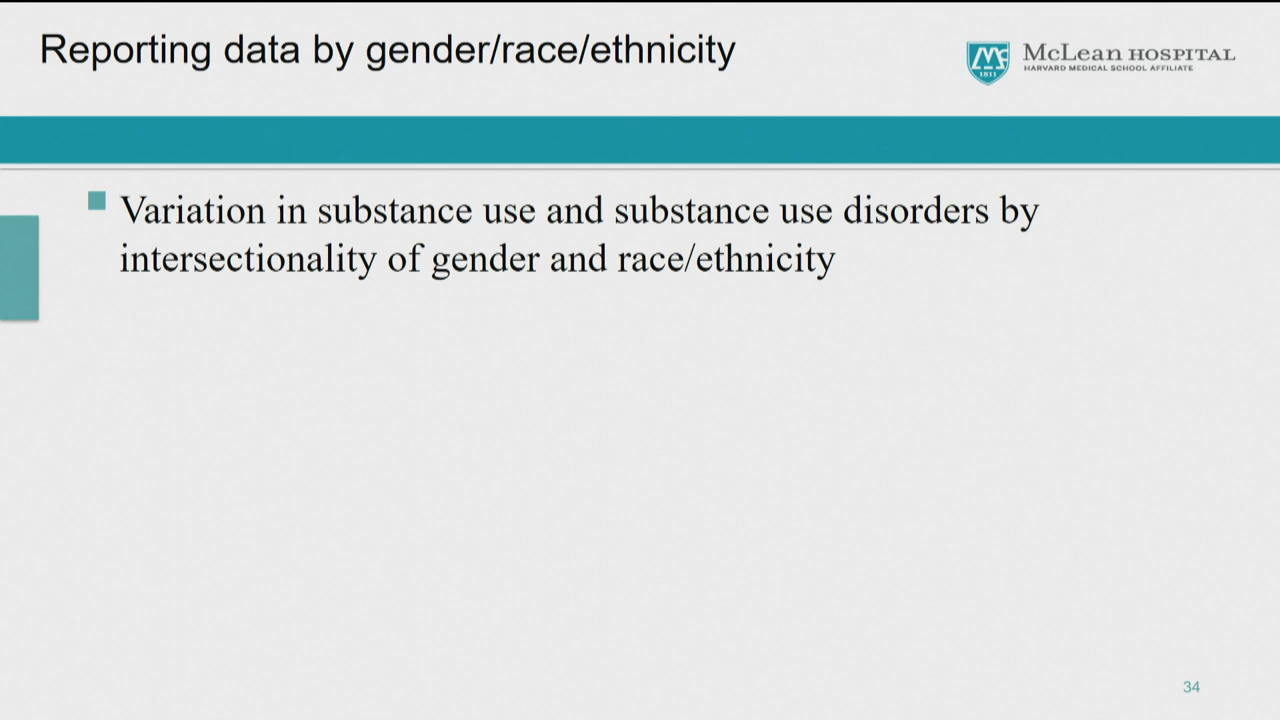 Reporting data by gender/race/ethnicity
McLean HOSPITAL
HARVARD MEDICAL SCHOOL AFFILIATE
1811
Variation in substance use and substance use disorders by
intersectionality of gender and race/ethnicity
34